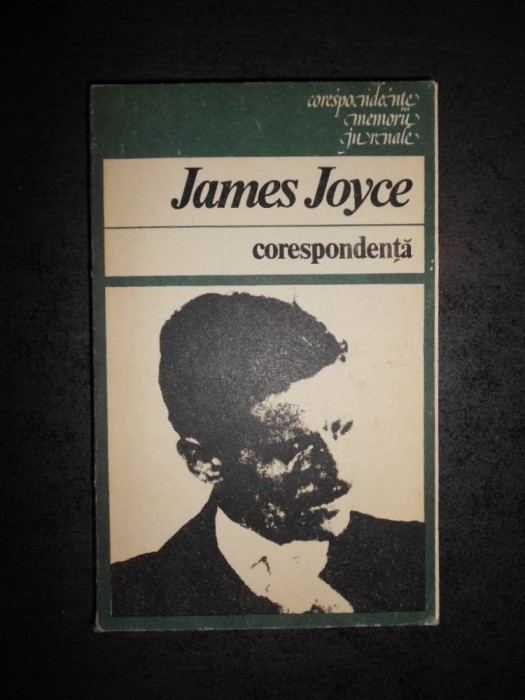 corespondențe
memorii
jurnale
James Joyce
corespondență